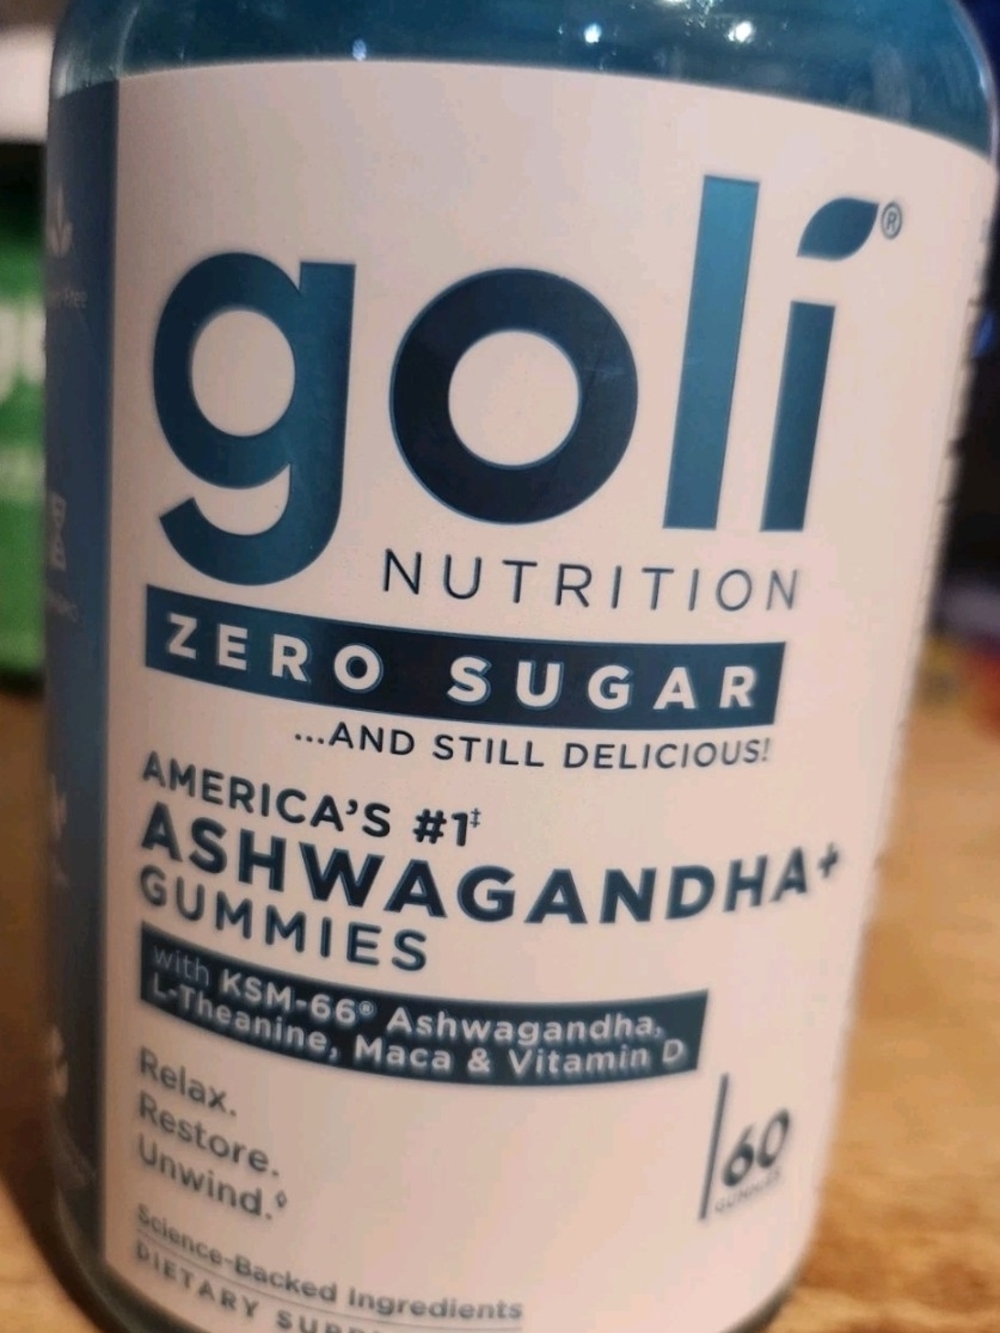 goli®
NUTRITION
ZERO SUGAR
...AND STILL DELICIOUS!
AMERICA'S #1‡
ASHWAGANDHA+
GUMMIES
with KSM-66® Ashwagandha,
L-Theanine, Maca & Vitamin D
Relax.
Restore.
Unwind.◊
60
GUMMIES
Science-Backed Ingredients
DIETARY